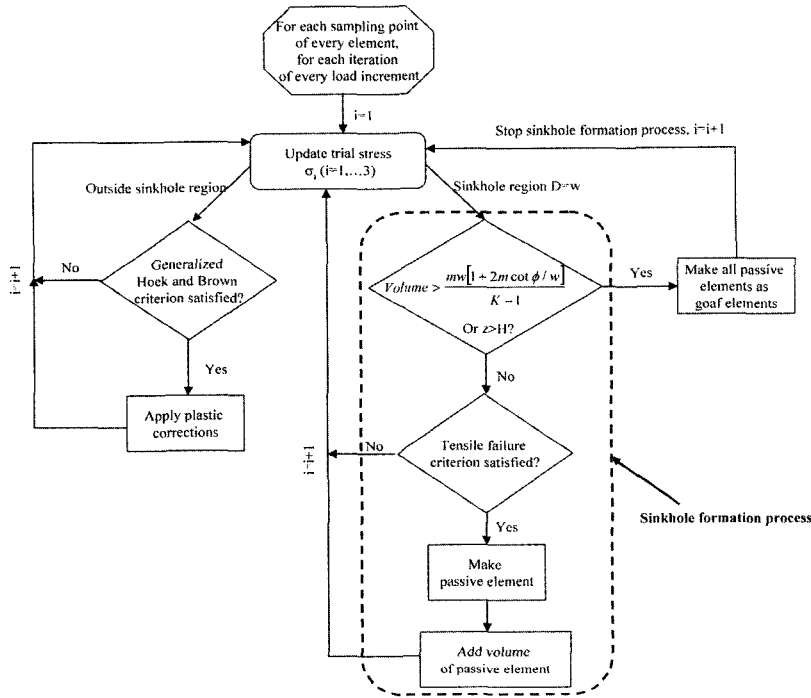 For each sampling point
of every element,
for each iteration
of every load increment
i=1
Stop sinkhole formation process, i=i+1
Update trial stress
σᵢ (i=1,...3)
Outside sinkhole region
Sinkhole region D=w
i=i+1
No
Generalized
Hoek and Brown
criterion satisfied?
Volume > mw[1 + 2m cot ϕ / w] / K − 1
Or z>H?
Yes
Make all passive
elements as
goaf elements
Yes
No
Apply plastic
corrections
i=i+1
No
Tensile failure
criterion satisfied?
Sinkhole formation process
Yes
Make
passive element
Add volume
of passive element